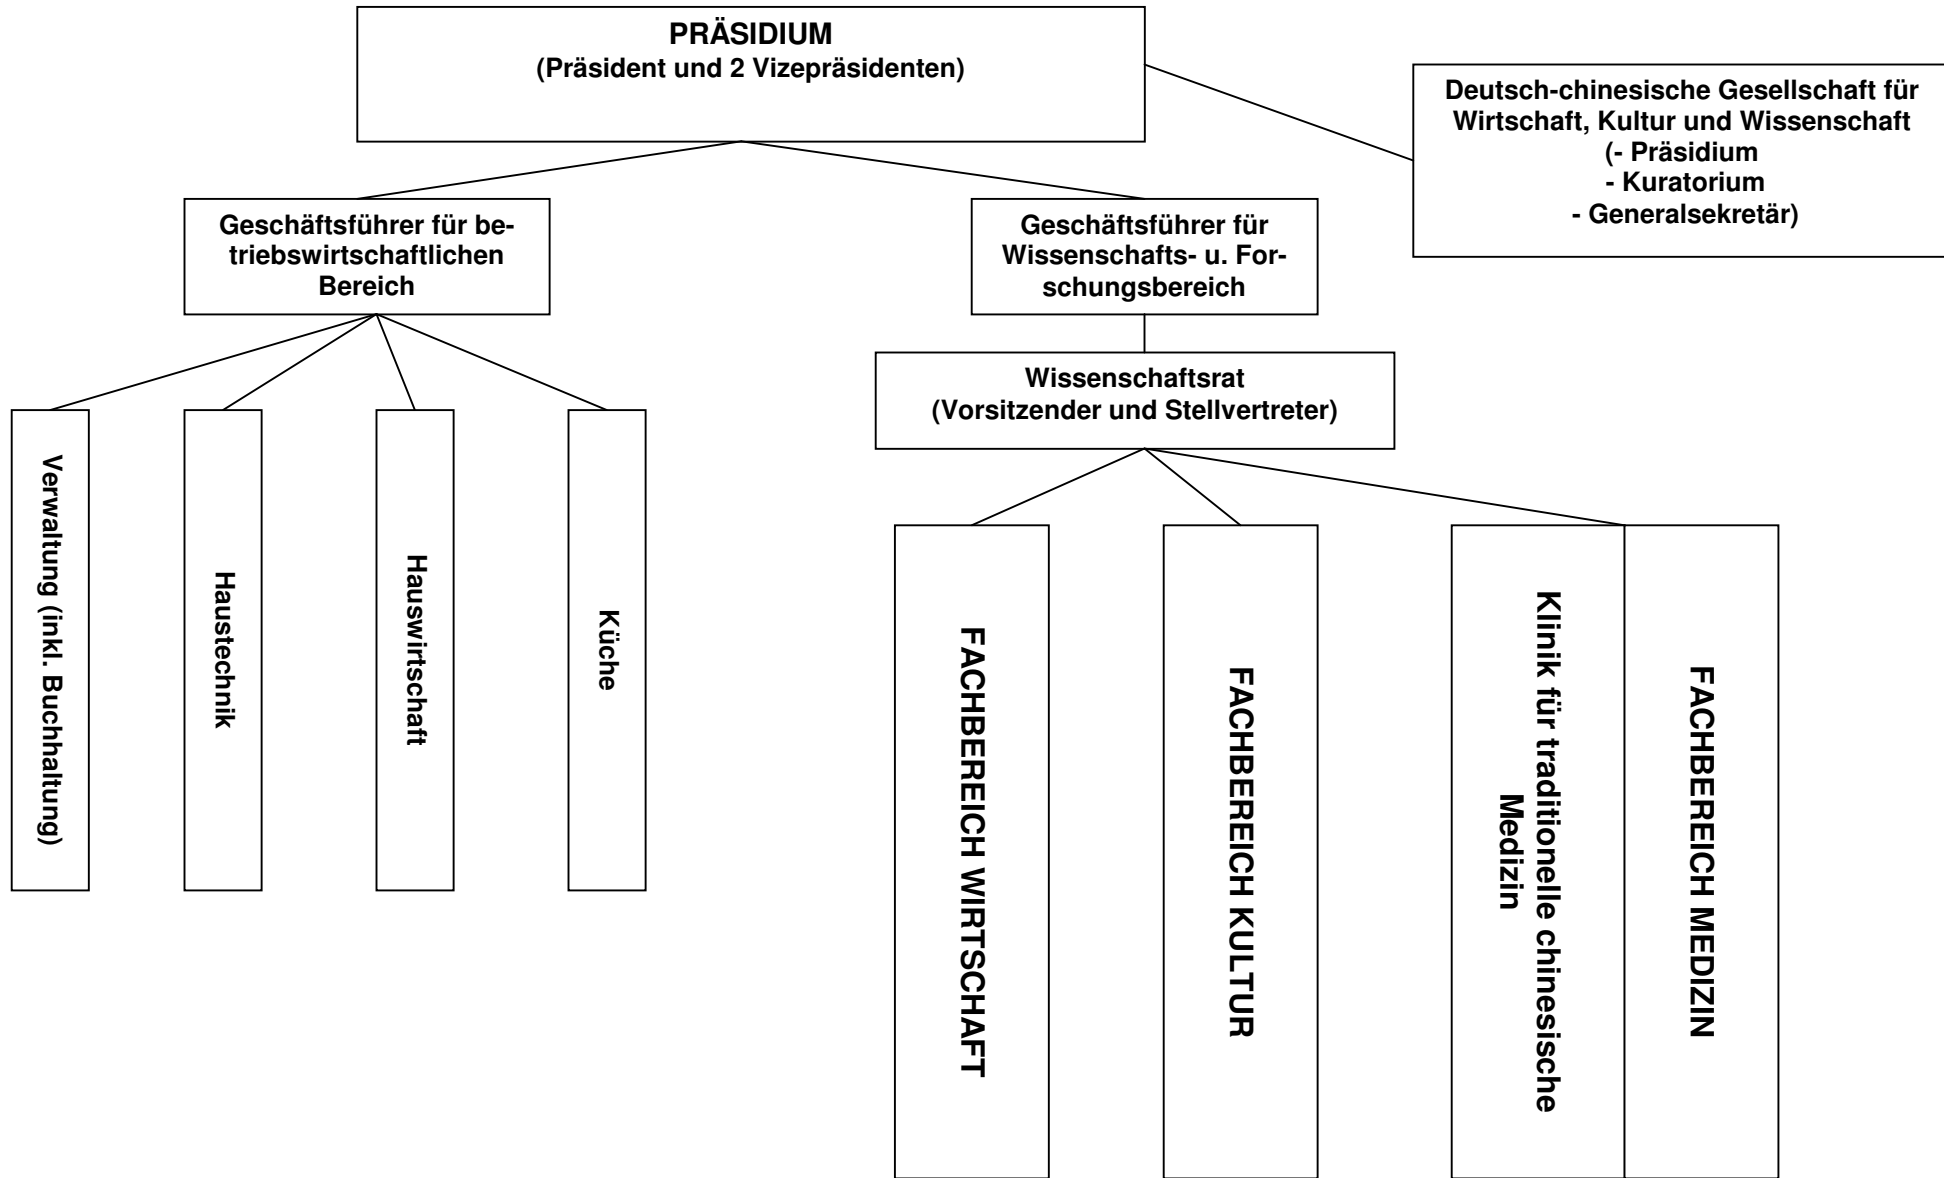 PRÄSIDIUM
(Präsident und 2 Vizepräsidenten)
Deutsch-chinesische Gesellschaft für
Wirtschaft, Kultur und Wissenschaft
(- Präsidium
- Kuratorium
- Generalsekretär)
Geschäftsführer für be-
triebswirtschaftlichen
Bereich
Geschäftsführer für
Wissenschafts- u. For-
schungsbereich
Wissenschaftsrat
(Vorsitzender und Stellvertreter)
Verwaltung (inkl. Buchhaltung)
Haustechnik
Hauswirtschaft
Küche
FACHBEREICH WIRTSCHAFT
FACHBEREICH KULTUR
Klinik für traditionelle chinesische
Medizin
FACHBEREICH MEDIZIN